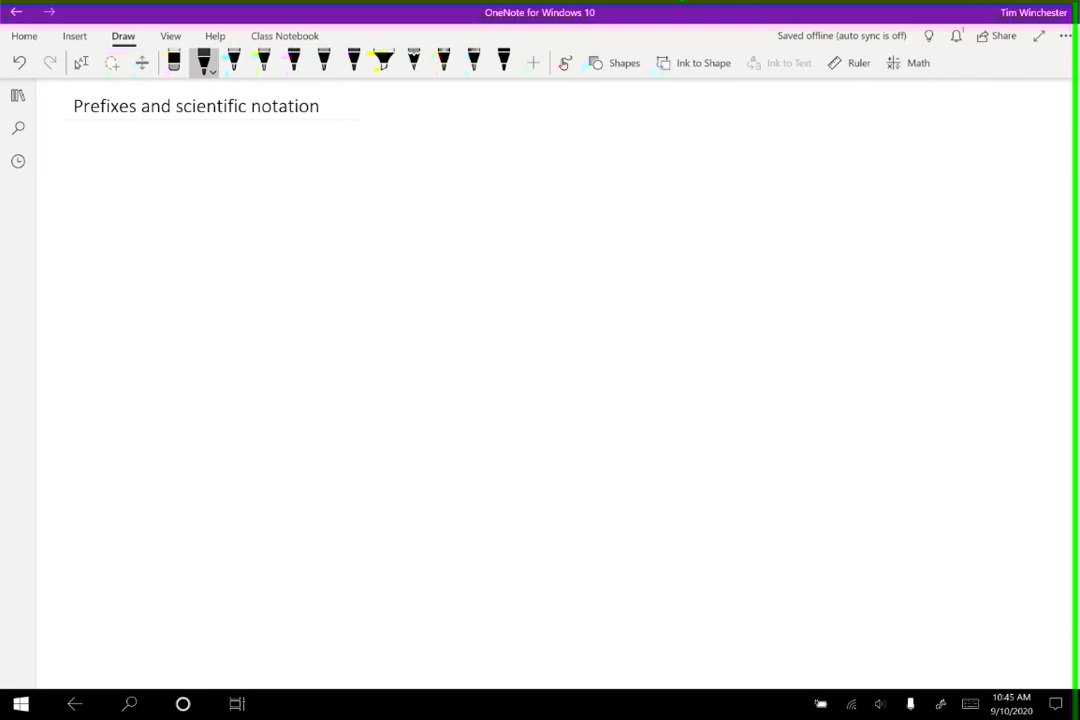 OneNote for Windows 10
Tim Winchester
Home Insert Draw View Help Class Notebook
Saved offline (auto sync is off) Share
Shapes Ink to Shape Ink to Text Ruler Math
Prefixes and scientific notation
10:45 AM
9/10/2020